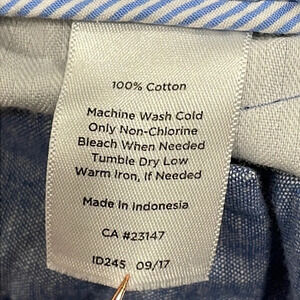 100% Cotton
Machine Wash Cold
Only Non-Chlorine
Bleach When Needed
Tumble Dry Low
Warm Iron, If Needed
Made in Indonesia
CA #23147
ID245 09/17